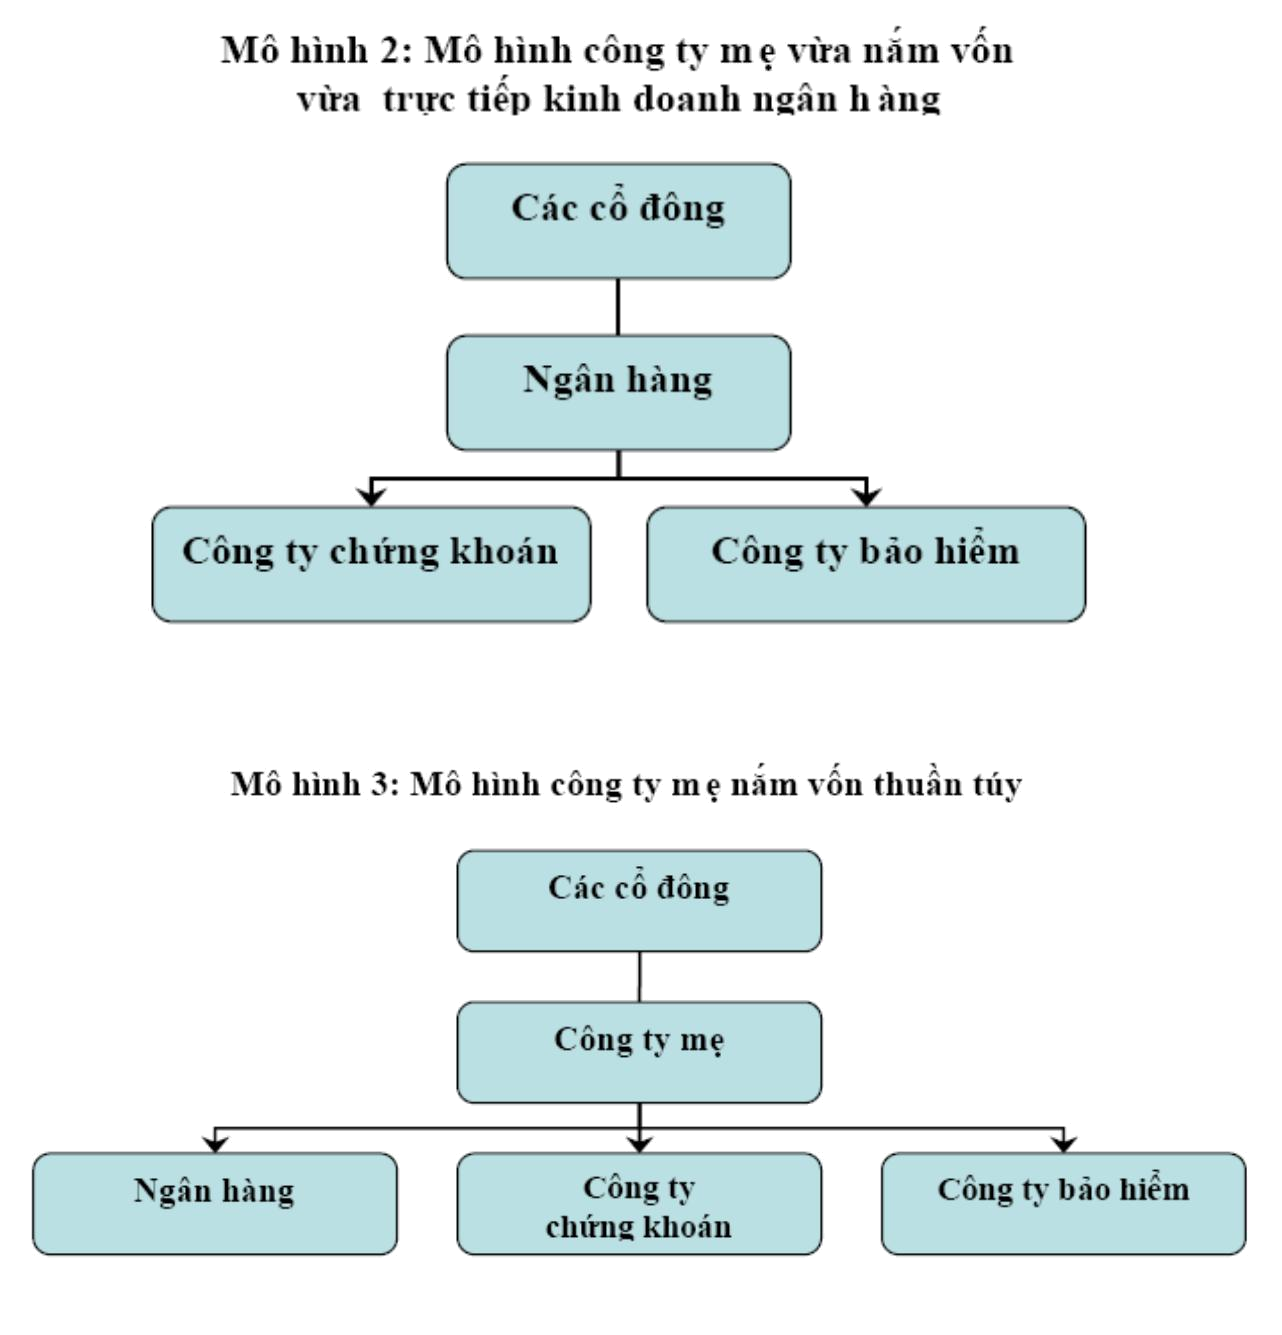 Mô hình 2: Mô hình công ty mẹ vừa nắm vốn
vừa trực tiếp kinh doanh ngân hàng
Các cổ đông
Ngân hàng
Công ty chứng khoán
Công ty bảo hiểm
Mô hình 3: Mô hình công ty mẹ nắm vốn thuần túy
Các cổ đông
Công ty mẹ
Ngân hàng
Công ty
chứng khoán
Công ty bảo hiểm